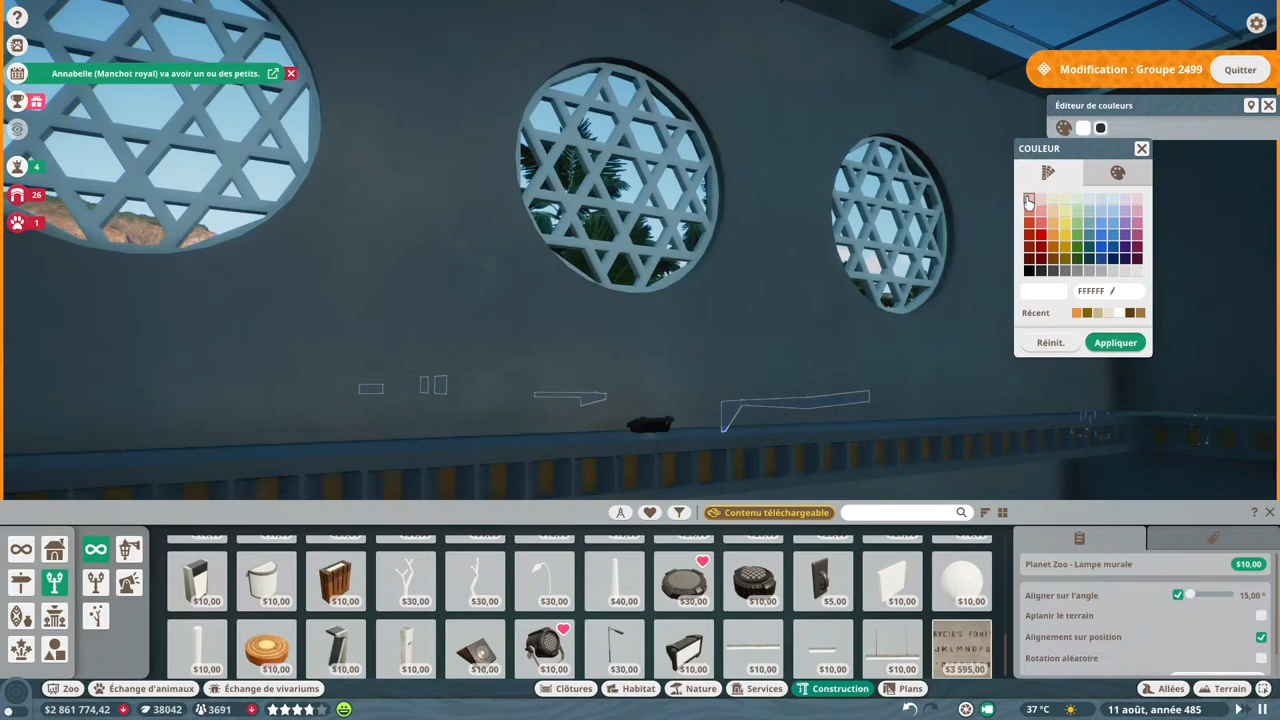 Annabelle (Manchot royal) va avoir un ou des petits.
4
26
1
Modification : Groupe 2499
Quitter
Éditeur de couleurs
COULEUR
FFFFFF
Récent
Réinit.
Appliquer
Contenu téléchargeable
$10,00 $10,00 $10,00 $30,00 $30,00 $30,00 $40,00 $30,00 $10,00 $5,00 $10,00 $10,00
$10,00 $10,00 $10,00 $10,00 $10,00 $10,00 $30,00 $10,00 $10,00 $10,00 $10,00 $3 595,00
Planet Zoo - Lampe murale
$10,00
Aligner sur l'angle
15,00 °
Aplanir le terrain
Alignement sur position
Rotation aléatoire
Zoo
Échange d'animaux
Échange de vivariums
Clôtures
Habitat
Nature
Services
Construction
Plans
Allées
Terrain
$2 861 774,42
38042
3691
37 °C
11 août, année 485